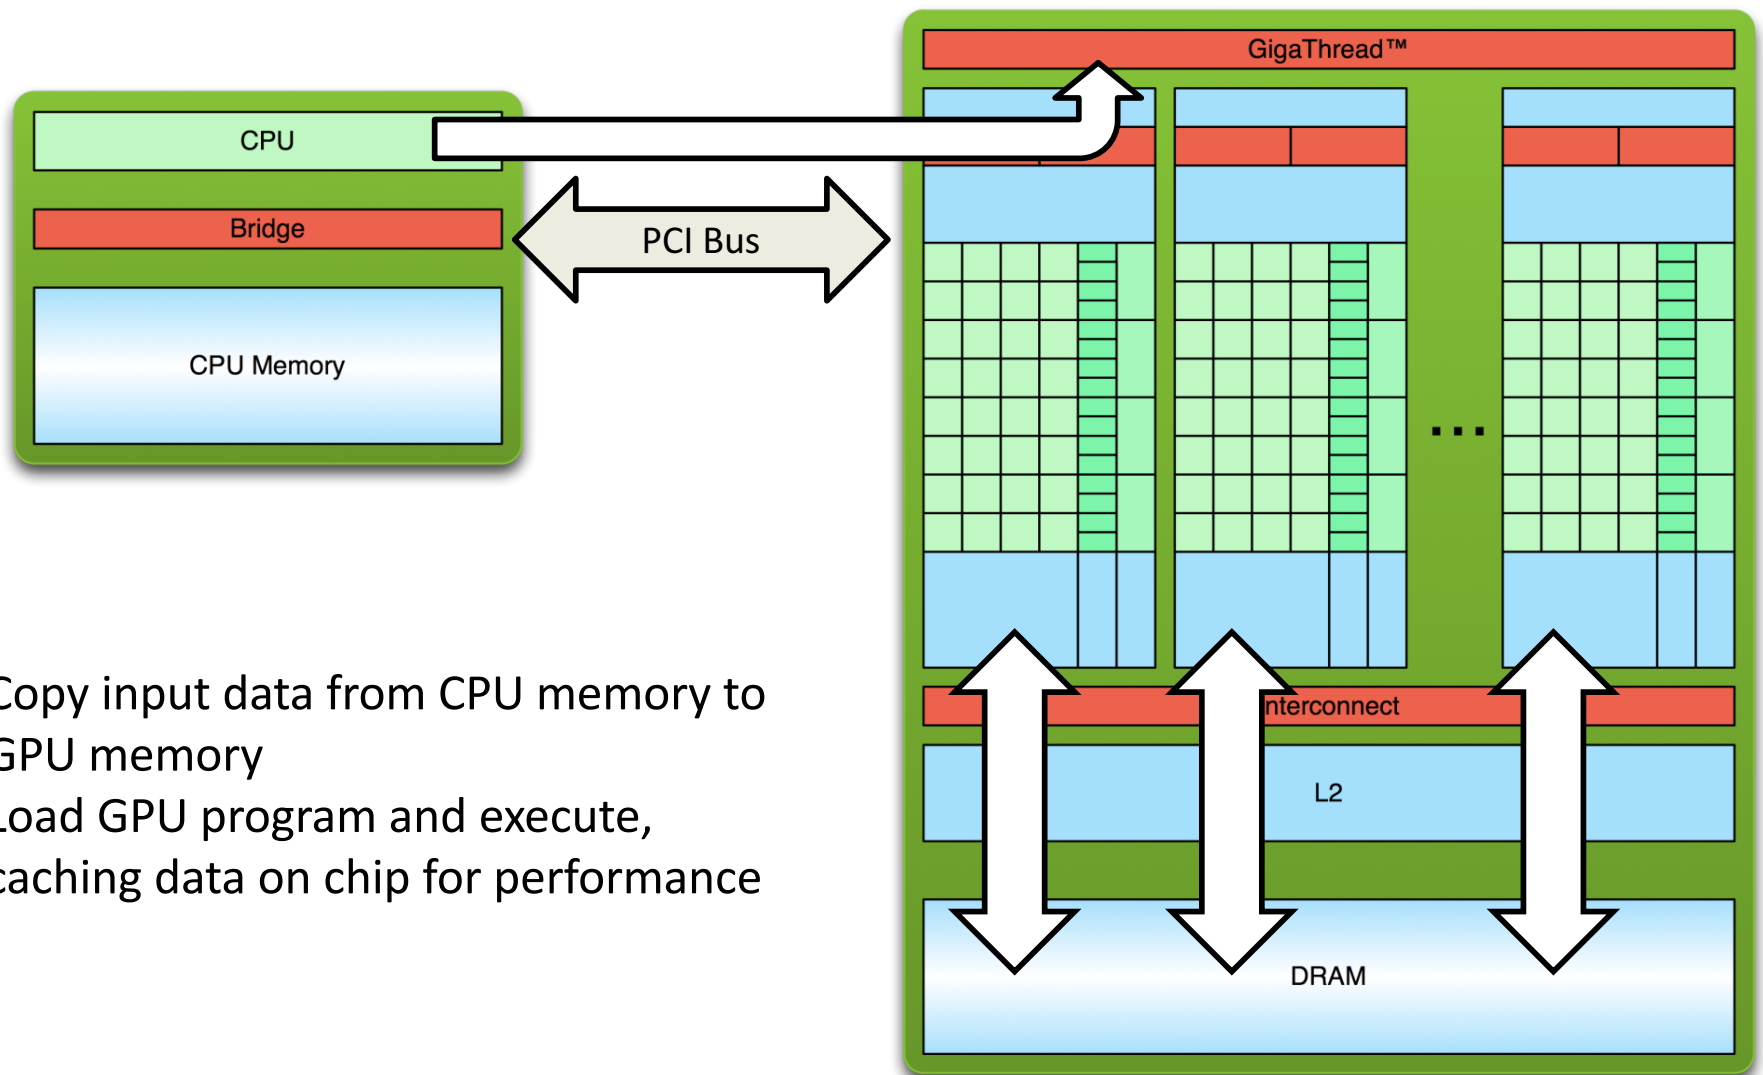 GigaThread™
CPU
Bridge
PCI Bus
CPU Memory
...
Copy input data from CPU memory to
GPU memory
Load GPU program and execute,
caching data on chip for performance
nterconnect
L2
DRAM